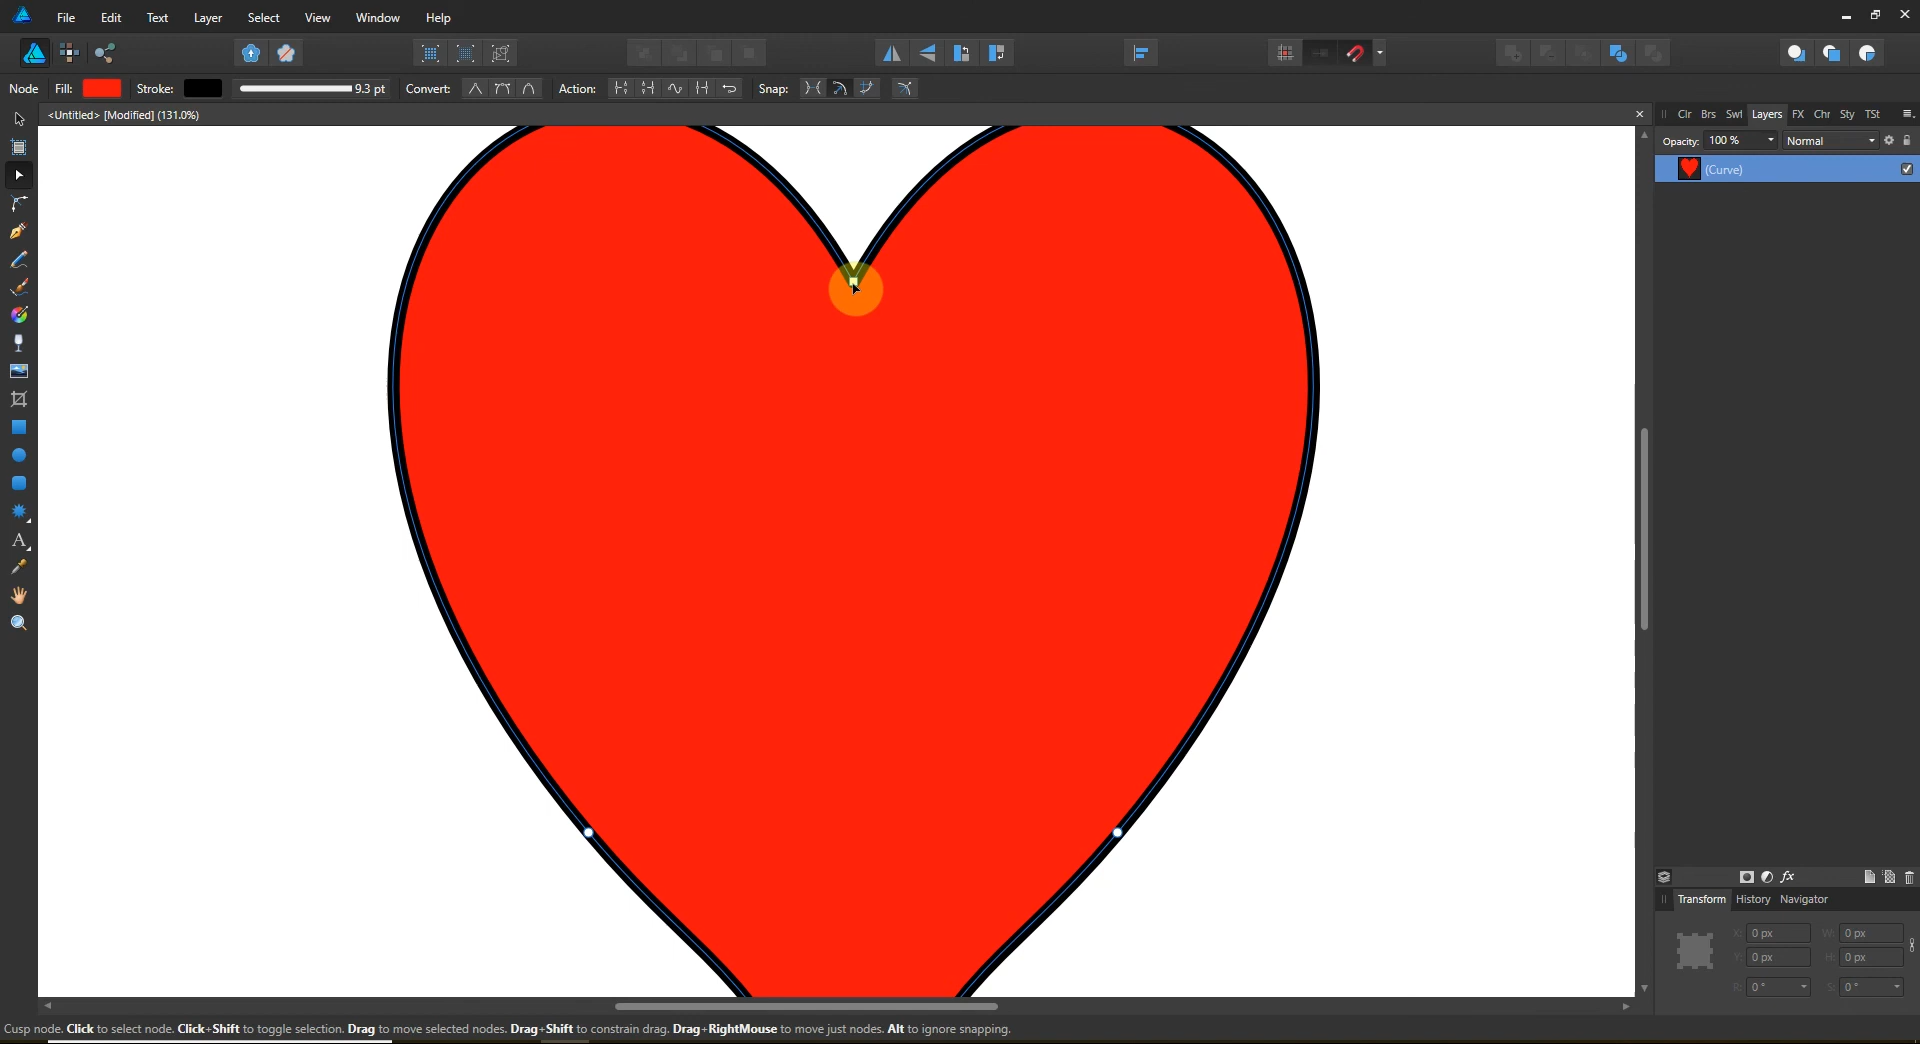 File Edit Text Layer Select View Window Help
Node Fill: Stroke: 9.3 pt Convert: Action: Snap:
<Untitled> [Modified] (131.0%)
Clr Brs Swt Layers FX Chr Sty TSt
Opacity: 100 % Normal
(Curve)
fx
Transform History Navigator
X: 0 px W: 0 px
Y: 0 px H: 0 px
R: 0 ° S: 0 °
Cusp node. Click to select node. Click+Shift to toggle selection. Drag to move selected nodes. Drag+Shift to constrain drag. Drag+RightMouse to move just nodes. Alt to ignore snapping.